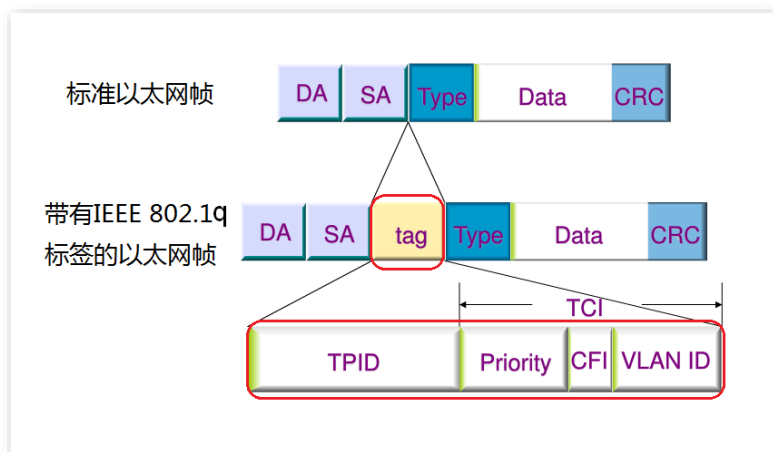 标准以太网帧
DA SA Type Data CRC
带有IEEE 802.1q
标签的以太网帧
DA SA tag Type Data CRC
TCI
TPID Priority CFI VLAN ID